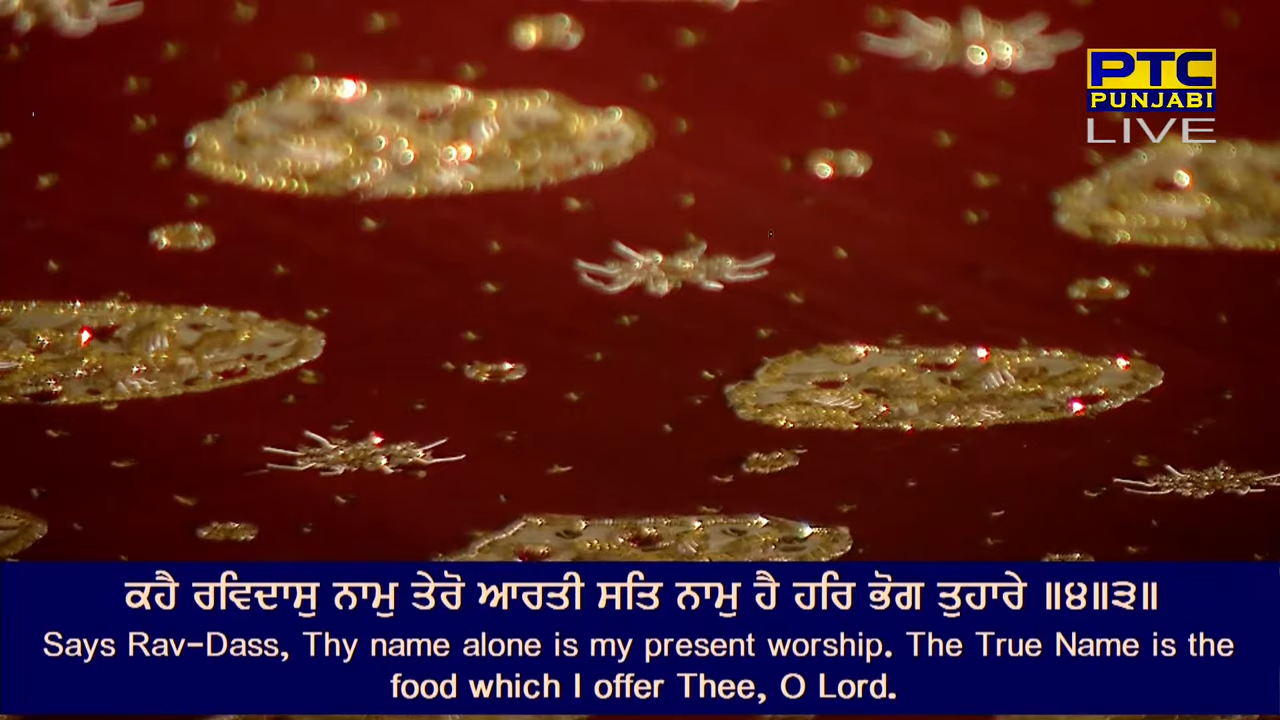 PTC
PUNJABI
LIVE
ਕਹੈ ਰਵਿਦਾਸੁ ਨਾਮੁ ਤੇਰੋ ਆਰਤੀ ਸਤਿ ਨਾਮੁ ਹੈ ਹਰਿ ਭੋਗ ਤੁਹਾਰੇ ॥੪॥੩॥
Says Rav-Dass, Thy name alone is my present worship. The True Name is the
food which I offer Thee, O Lord.